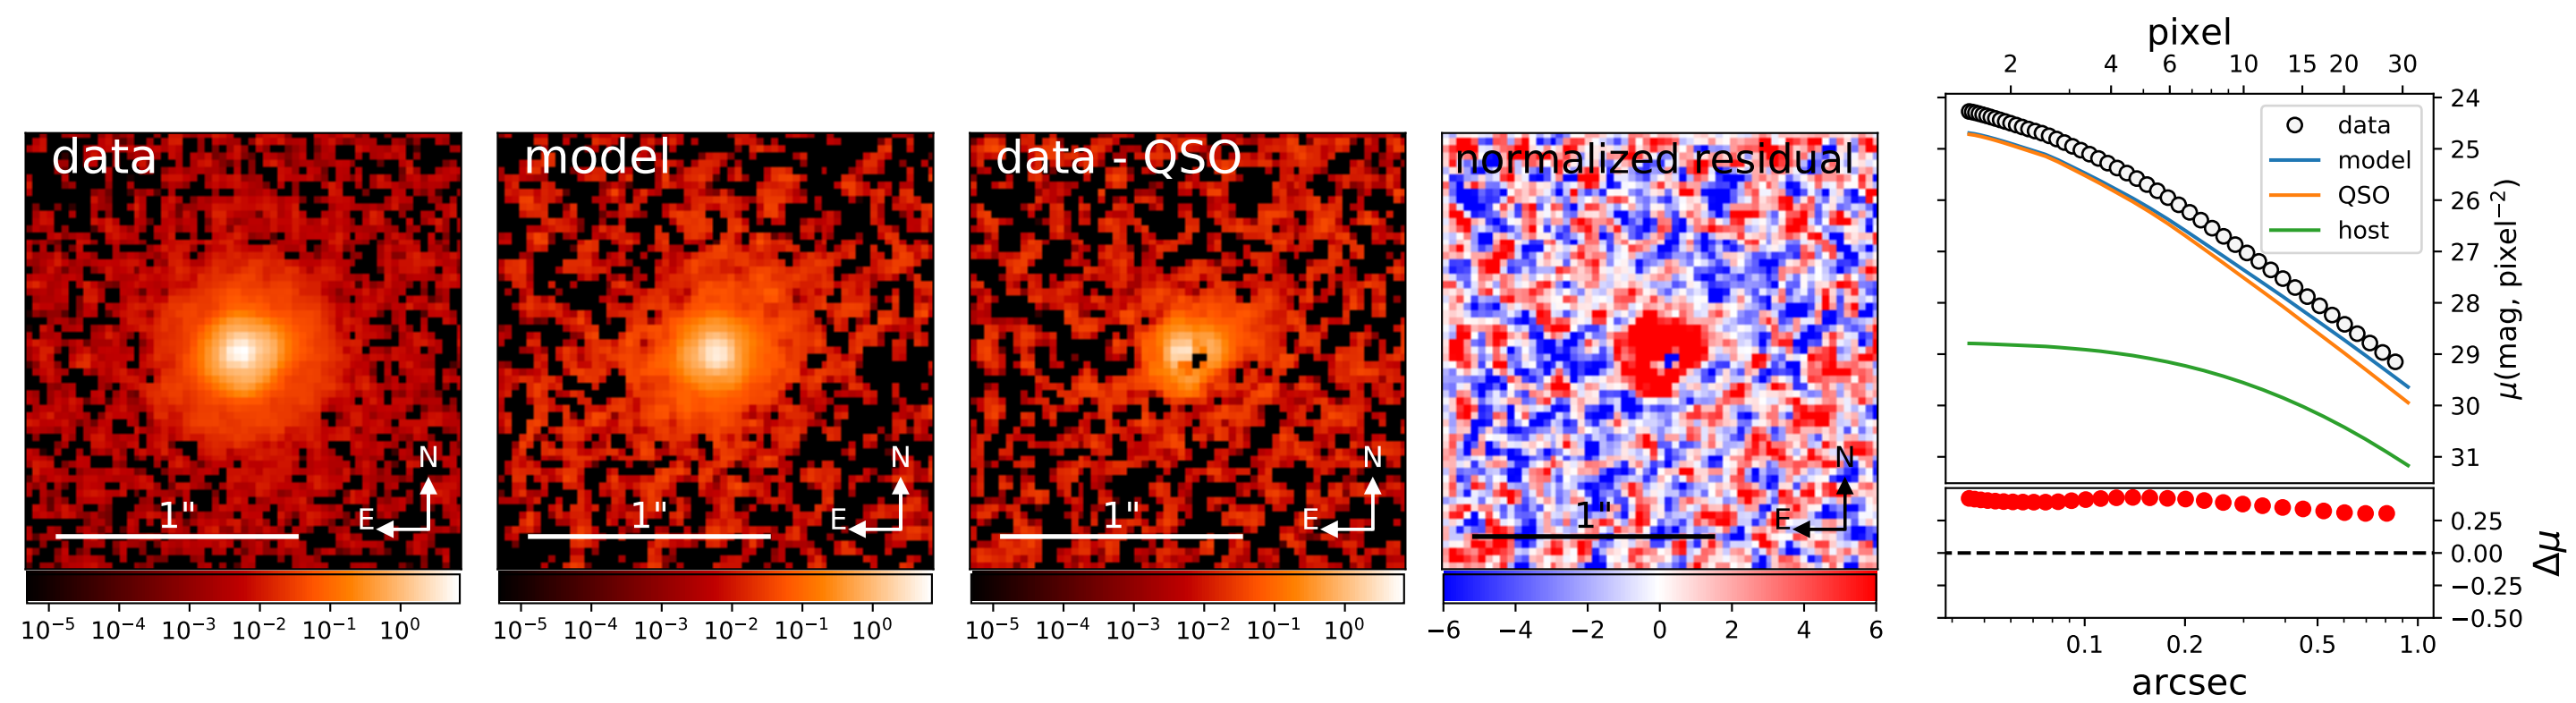 data
N
E
1"
10⁻⁵ 10⁻⁴ 10⁻³ 10⁻² 10⁻¹ 10⁰
model
N
E
1"
10⁻⁵ 10⁻⁴ 10⁻³ 10⁻² 10⁻¹ 10⁰
data - QSO
N
E
1"
10⁻⁵ 10⁻⁴ 10⁻³ 10⁻² 10⁻¹ 10⁰
normalized residual
N
E
1"
−6 −4 −2 0 2 4 6
pixel
2 4 6 10 15 20 30
data
model
QSO
host
24
25
26
27
28
29
30
31
μ(mag, pixel⁻²)
0.25
0.00
−0.25
−0.50
Δμ
0.1 0.2 0.5 1.0
arcsec